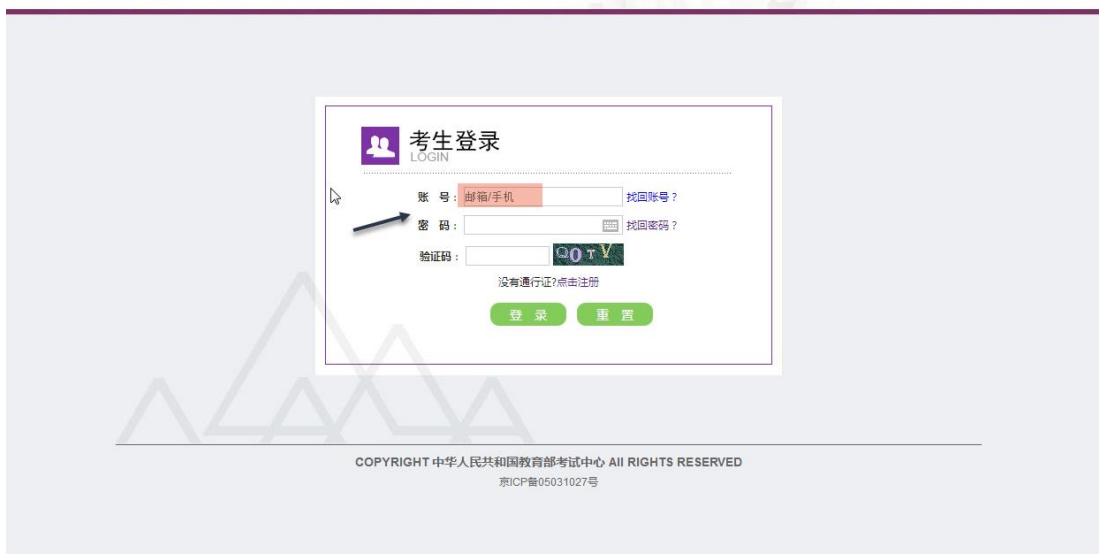 考生登录
LOGIN
账 号： 邮箱/手机 找回账号？
密 码： 找回密码？
验证码： QOTY
没有通行证?点击注册
登 录 重 置
COPYRIGHT 中华人民共和国教育部考试中心 All RIGHTS RESERVED
京ICP备05031027号